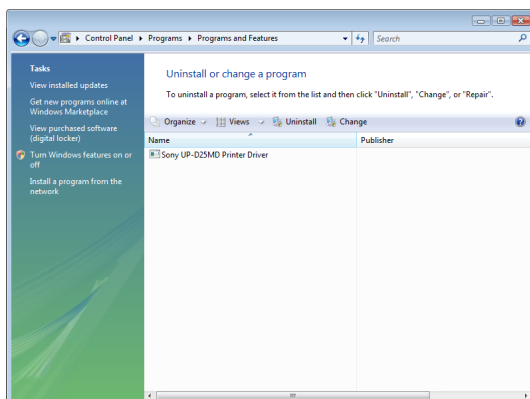 Control Panel ▸ Programs ▸ Programs and Features
Search
Tasks
View installed updates
Get new programs online at
Windows Marketplace
View purchased software
(digital locker)
Turn Windows features on or
off
Install a program from the
network
Uninstall or change a program
To uninstall a program, select it from the list and then click "Uninstall", "Change", or "Repair".
Organize Views Uninstall Change
Name Publisher
Sony UP-D25MD Printer Driver